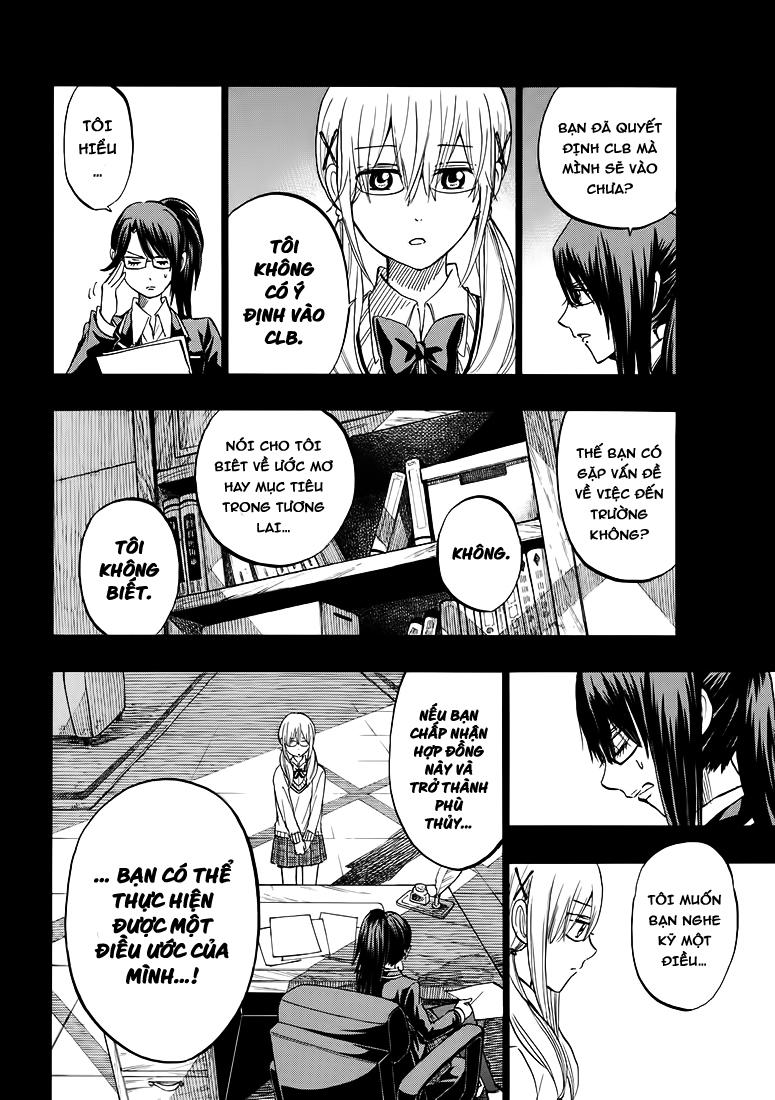 BẠN ĐÃ QUYẾT
ĐỊNH CLB MÀ
MÌNH SẼ VÀO
CHƯA?
TÔI
KHÔNG
CÓ Ý
ĐỊNH VÀO
CLB.
TÔI
HIỂU
...
THẾ BẠN CÓ
GẶP VẤN ĐỀ
VỀ VIỆC ĐẾN
TRƯỜNG
KHÔNG?
KHÔNG.
NÓI CHO TÔI
BIÊT VỀ ƯỚC MƠ
HAY MỤC TIÊU
TRONG TƯƠNG
LAI...
TÔI
KHÔNG
BIẾT.
TÔI MUỐN
BẠN NGHE
KỸ MỘT
ĐIỀU...
NẾU BẠN
CHẤP NHẬN
HỢP ĐỒNG
NÀY VÀ
TRỞ THÀNH
PHÙ
THỦY...
... BẠN CÓ THỂ
THỰC HIỆN
ĐƯỢC MỘT
ĐIỀU ƯỚC CỦA
MÌNH...!